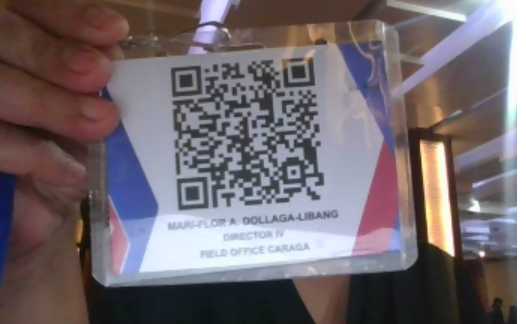 MARI-FLOR A. DOLLAGA-LIBANG
DIRECTOR IV
FIELD OFFICE CARAGA